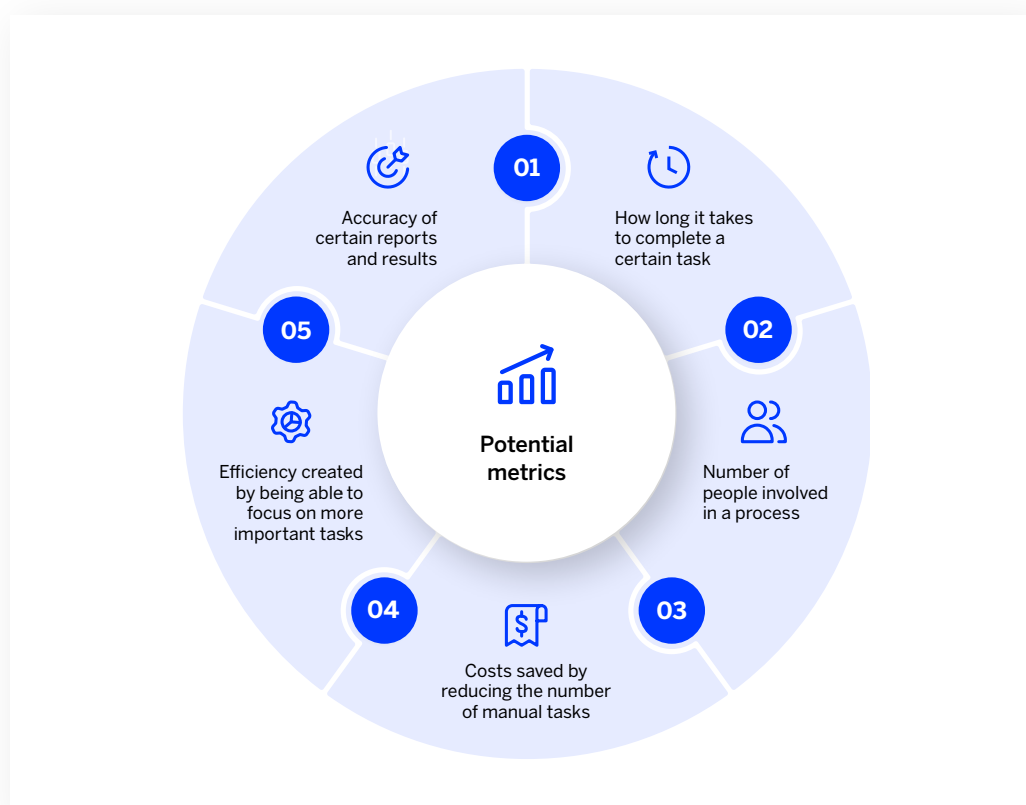 Potential
metrics
01
How long it takes
to complete a
certain task
02
Number of
people involved
in a process
03
Costs saved by
reducing the number
of manual tasks
04
Efficiency created
by being able to
focus on more
important tasks
05
Accuracy of
certain reports
and results